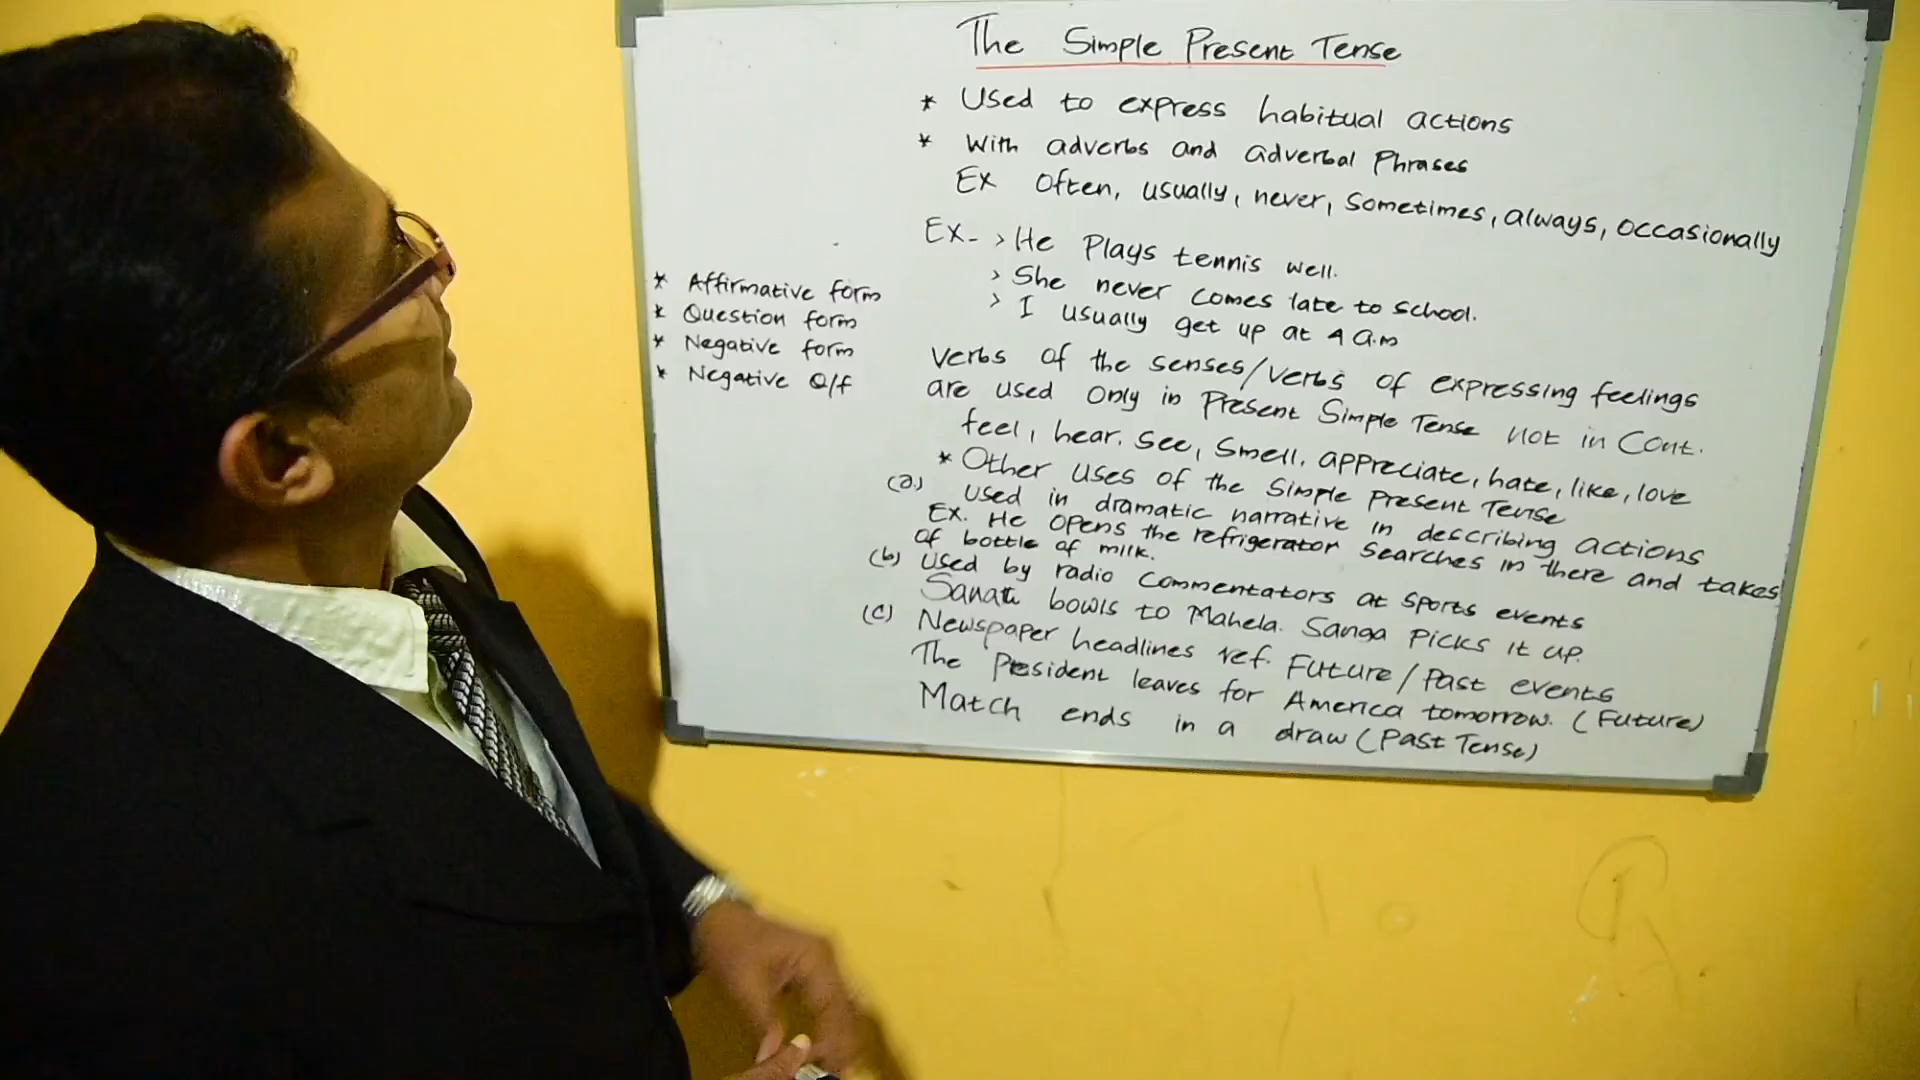 The Simple Present Tense
* Used to express habitual actions
* With adverbs and adverbal Phrases
Ex Often, usually, never, sometimes, always, occasionally
Ex- > He Plays tennis well.
> She never comes late to school.
> I usually get up at 4 a.m
* Affirmative form
* Question form
* Negative form
* Negative Q/f
Verbs of the senses/verbs of expressing feelings
are used only in Present Simple Tense not in Cont.
feel, hear, see, smell, appreciate, hate, like, love
* Other uses of the Simple Present Tense
(a) used in dramatic narrative in describing actions
Ex. He opens the refrigerator searches in there and takes
of bottle of milk.
(b) used by radio commentators at sports events
Sanath bowls to Mahela. Sanga Picks it up.
(c) Newspaper headlines ref. Future/Past events
The President leaves for America tomorrow. (Future)
Match ends in a draw (Past Tense)